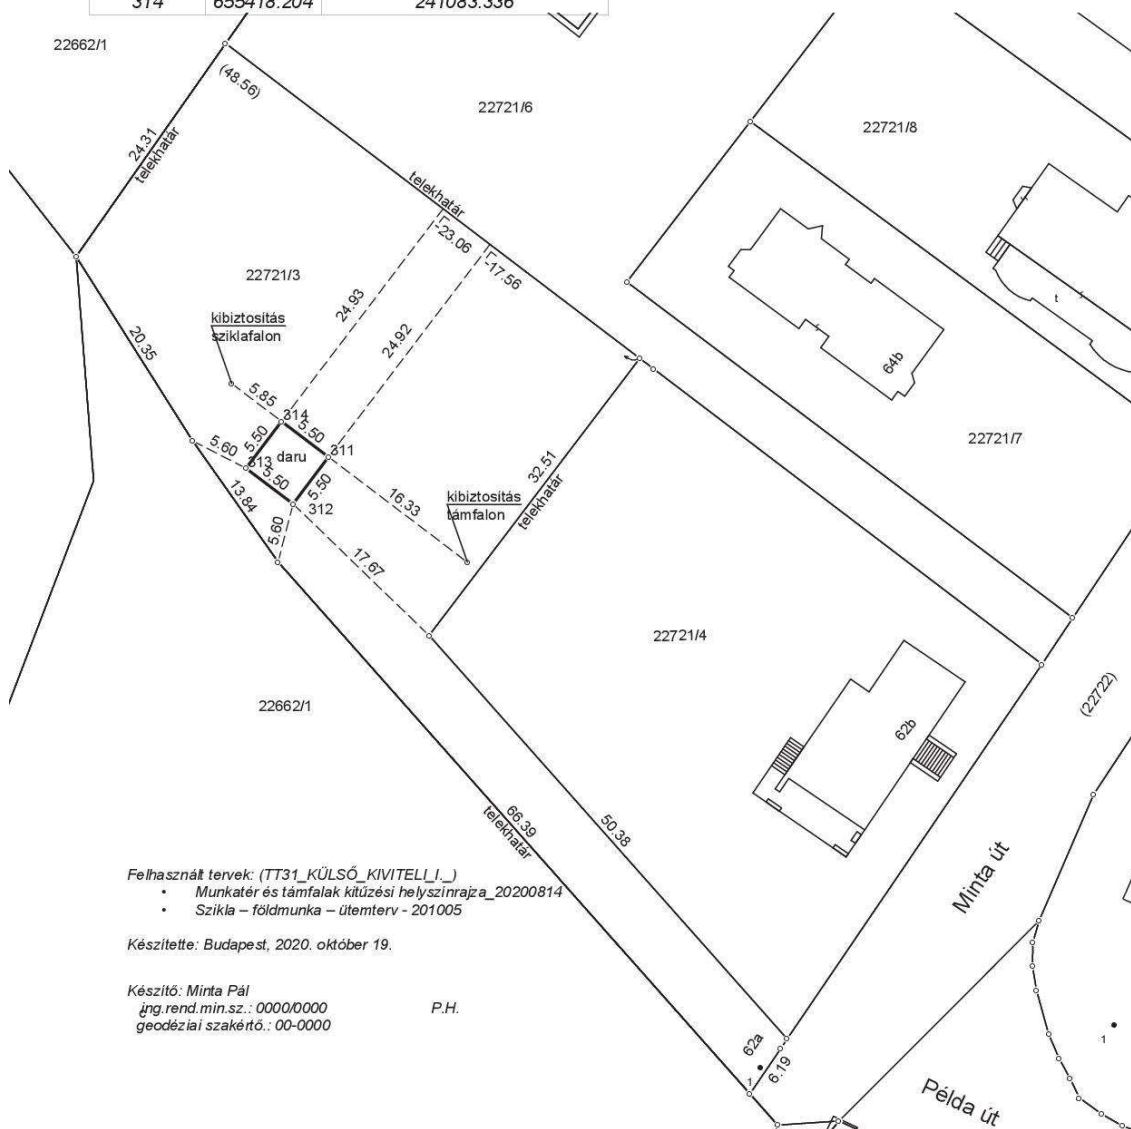 314 655418.204 241083.336
22662/1
(48.56)
22721/6
22721/8
24.31
telekhatár
telekhatár
23.06
17.56
22721/3
24.93
24.92
kibiztosítás
sziklafalon
20.35
t
64b
5.85
314
5.50
5.50
311
5.60
313
daru
5.50
5.50
312
13.84
5.60
16.33
17.67
kibiztosítás
támfalon
32.51
telekhatár
22721/7
22721/4
22662/1
62b
(22722)
66.39
telekhatár
50.38
Minta út
Felhasznált tervek: (TT31_KÜLSŐ_KIVITELI_I._)
• Munkatér és támfalak kitűzési helyszínrajza_20200814
• Szikla – földmunka – ütemterv - 201005
Készítette: Budapest, 2020. október 19.
Készítő: Minta Pál
ing.rend.min.sz.: 0000/0000 P.H.
geodéziai szakértő.: 00-0000
62a
6.19
1
1
Példa út